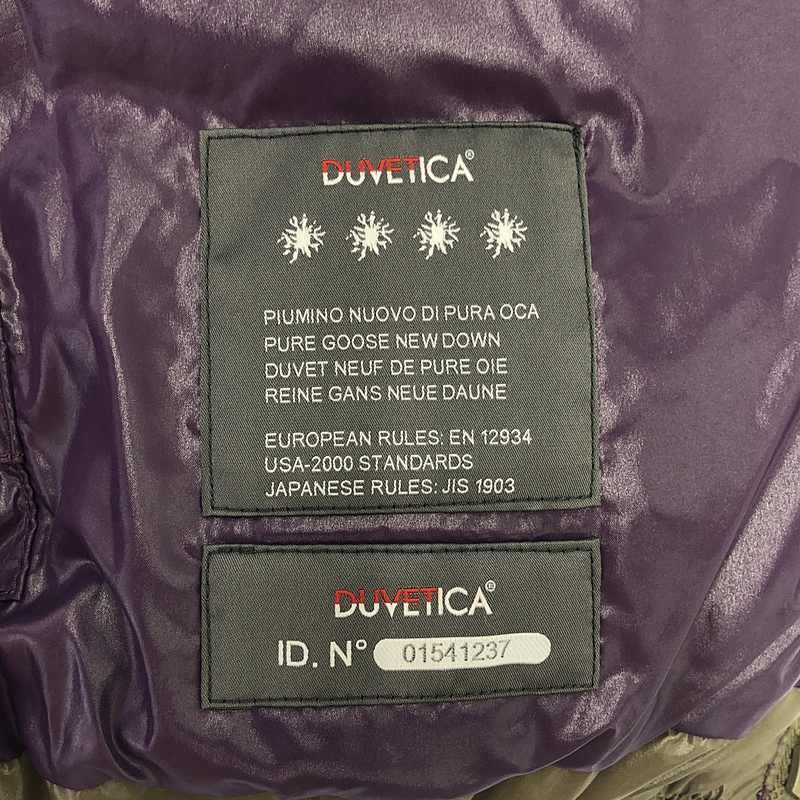 DUVETICA®
PIUMINO NUOVO DI PURA OCA
PURE GOOSE NEW DOWN
DUVET NEUF DE PURE OIE
REINE GANS NEUE DAUNE
EUROPEAN RULES: EN 12934
USA-2000 STANDARDS
JAPANESE RULES: JIS 1903
DUVETICA®
ID. N° 01541237